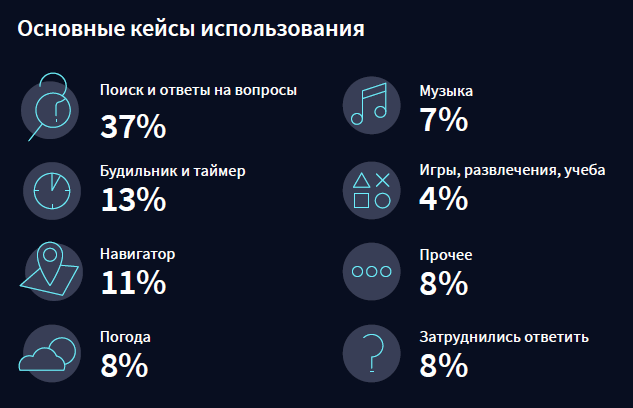 Основные кейсы использования
Поиск и ответы на вопросы
37%
Будильник и таймер
13%
Навигатор
11%
Погода
8%
Музыка
7%
Игры, развлечения, учеба
4%
Прочее
8%
Затруднились ответить
8%